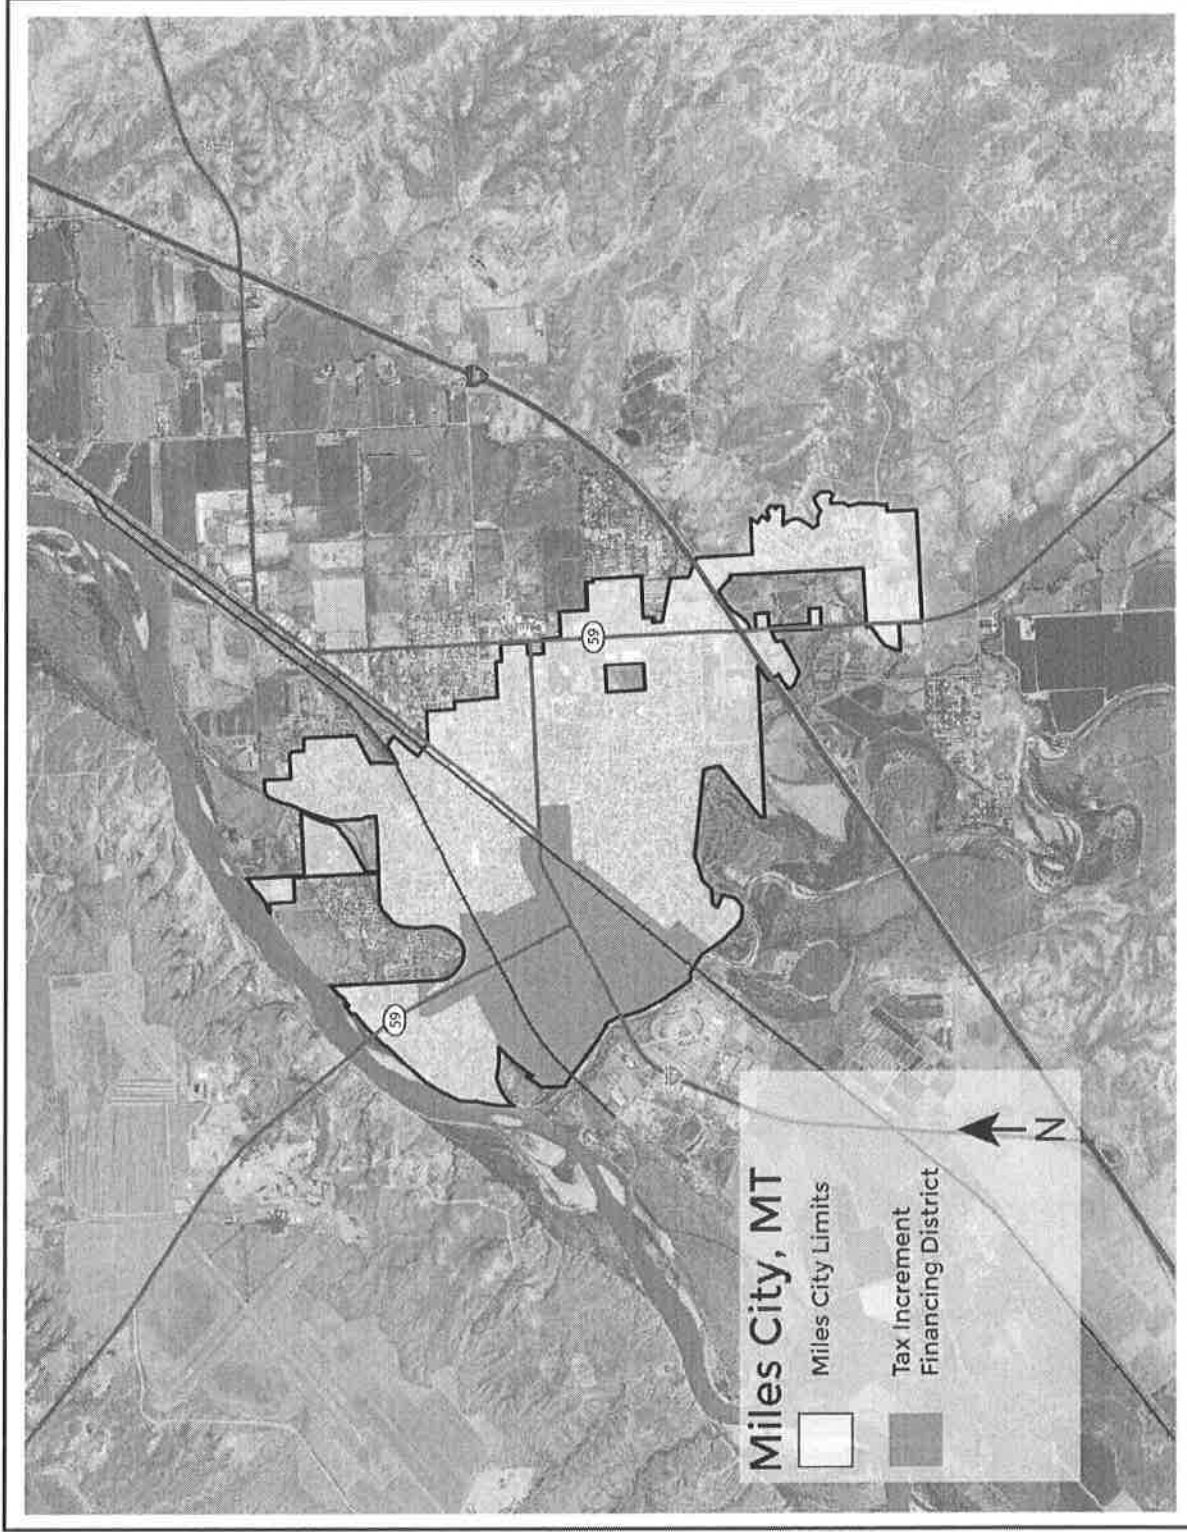 Miles City, MT
Miles City Limits
Tax Increment
Financing District
N
59
59